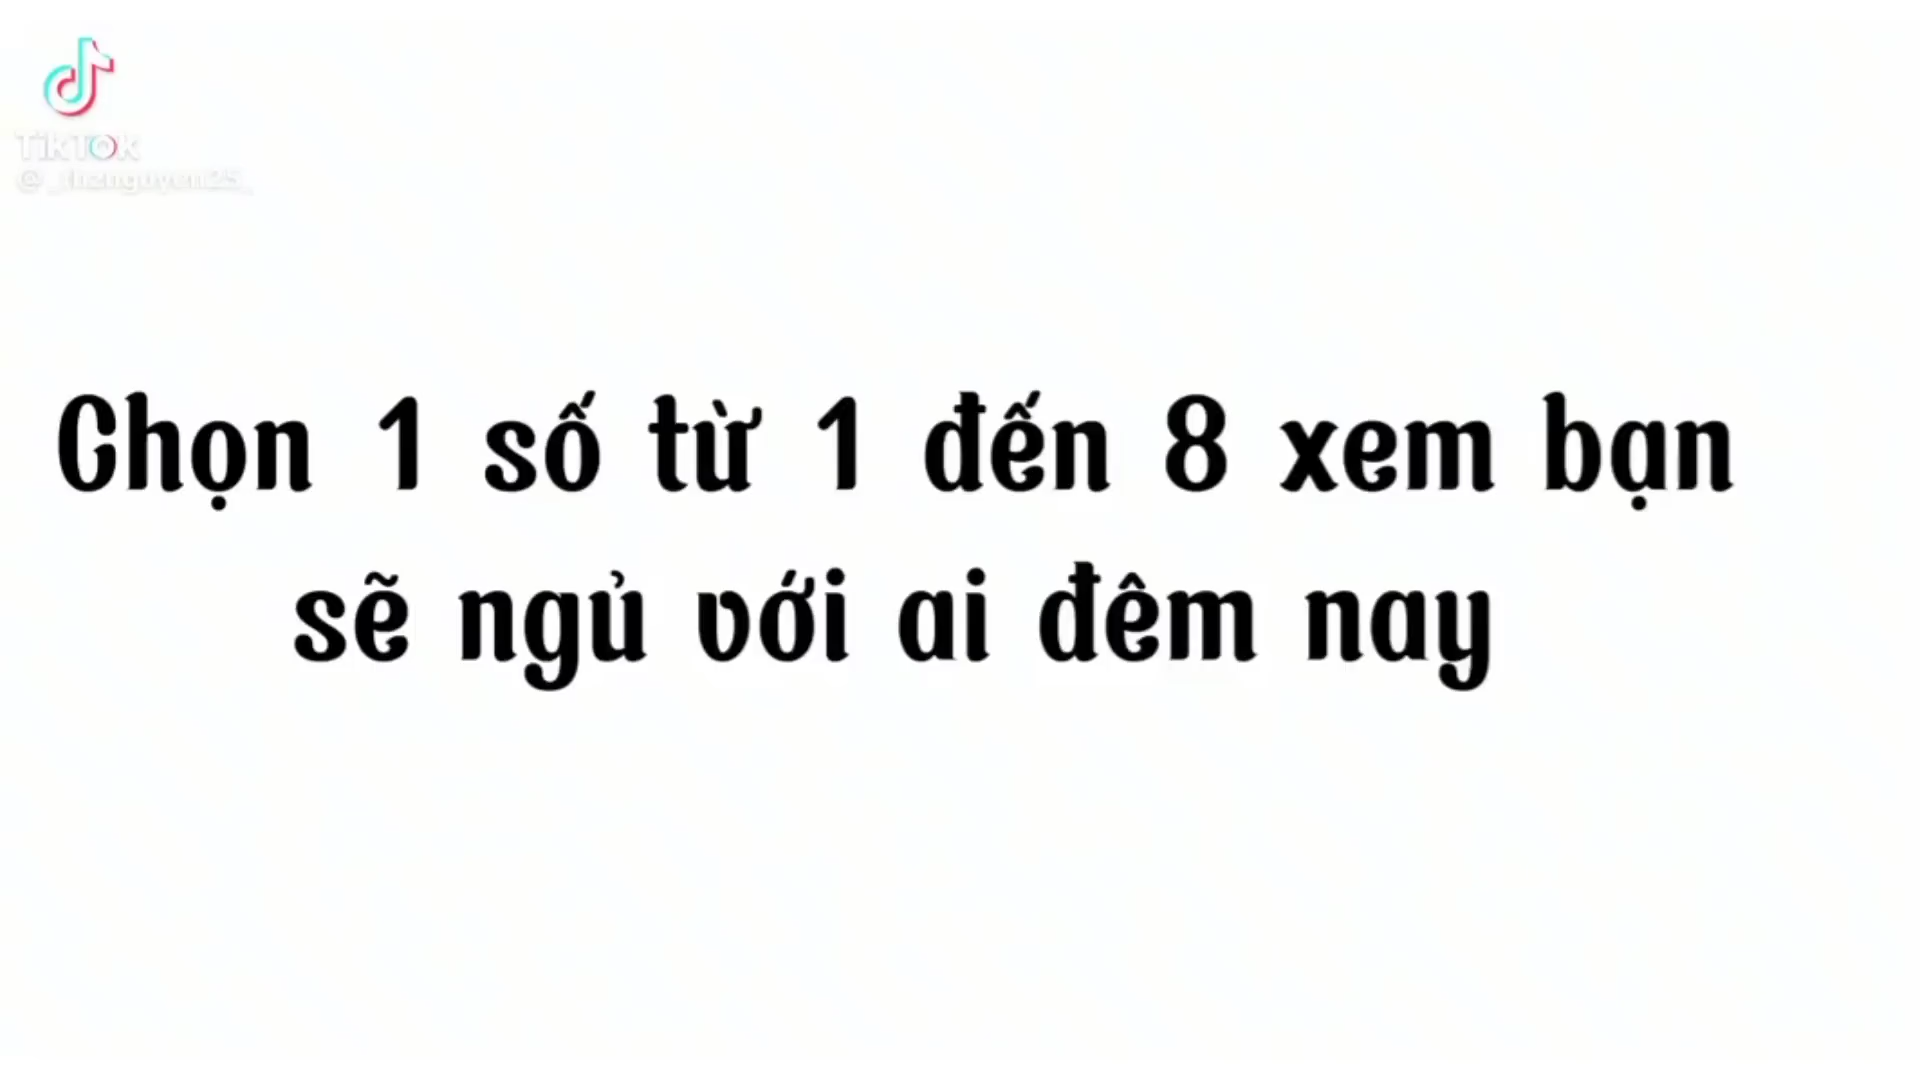 TikTok
Chọn 1 số từ 1 đến 8 xem bạn
sẽ ngủ với ai đêm nay